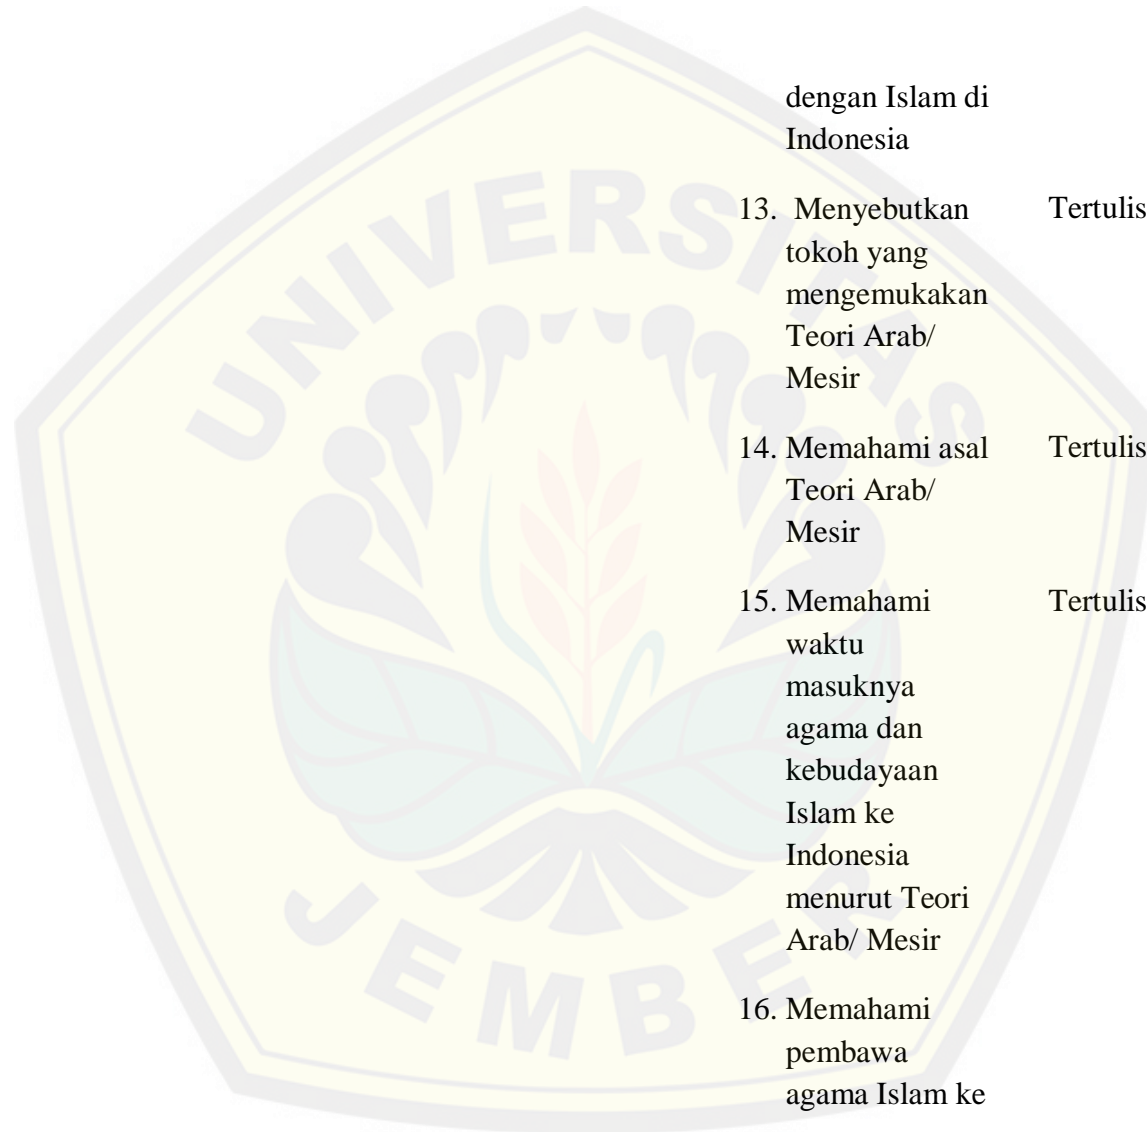 dengan Islam di
Indonesia
13. Menyebutkan Tertulis
tokoh yang
mengemukakan
Teori Arab/
Mesir
14. Memahami asal Tertulis
Teori Arab/
Mesir
15. Memahami Tertulis
waktu
masuknya
agama dan
kebudayaan
Islam ke
Indonesia
menurut Teori
Arab/ Mesir
16. Memahami
pembawa
agama Islam ke
UNIVERSITAS
JEMBER